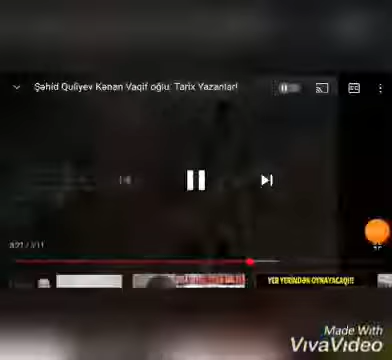 Şəhid Quliyev Kənan Vaqif oğlu. Tarix Yazanlar!
YER YERİNDƏN OYNAYACAQ!!!
Made With
VivaVideo